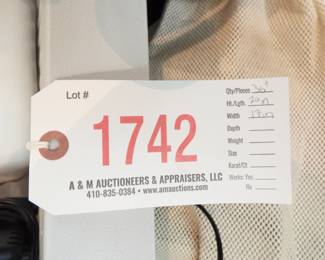 Lot #
1742
A & M AUCTIONEERS & APPRAISERS, LLC
410-835-0384 • www.amauctions.com
Qty/Pieces
Ht./Lgth.
Width
Depth
Weight
Size
Karat/Ct
Works: Yes
No